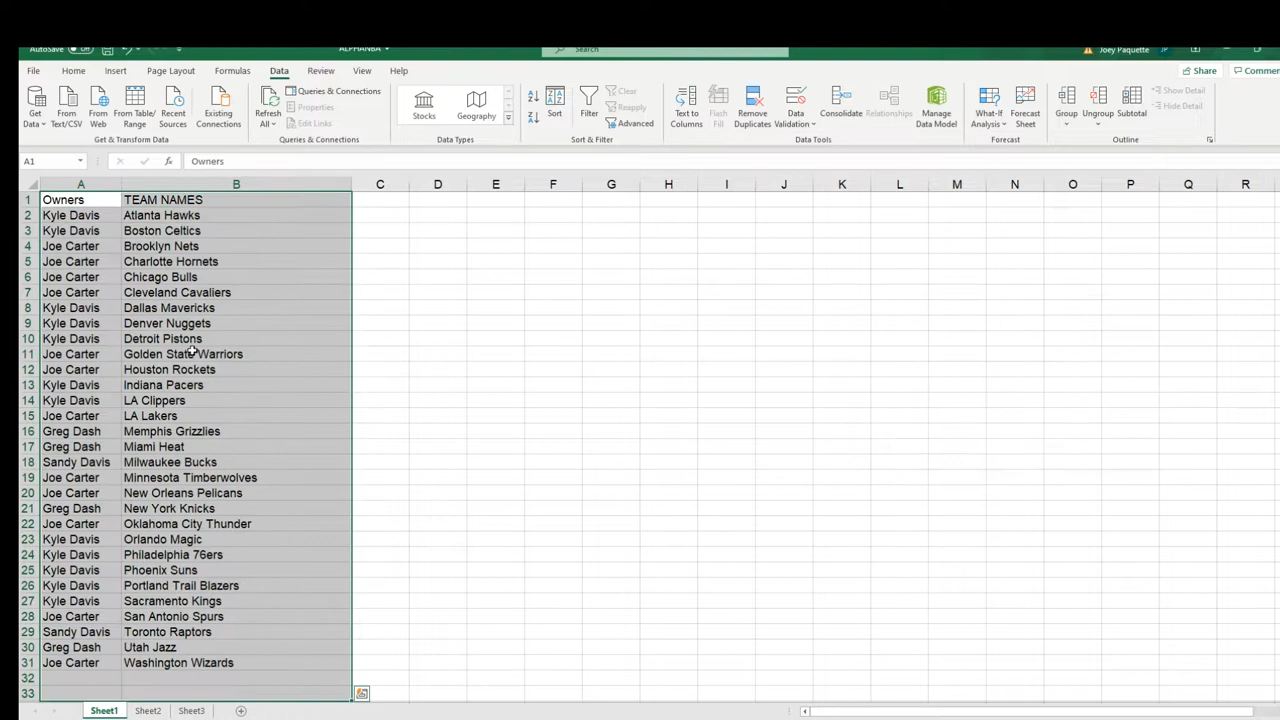 AutoSave
ALPHANBA
Search
Joey Paquette
JP
File Home Insert Page Layout Formulas Data Review View Help
Share
Commen
Get Data
From Text/CSV
From Web
From Table/ Range
Recent Sources
Existing Connections
Get & Transform Data
Refresh All
Queries & Connections
Properties
Edit Links
Queries & Connections
Stocks
Geography
Data Types
Sort
Filter
Clear
Reapply
Advanced
Sort & Filter
Text to Columns
Flash Fill
Remove Duplicates
Data Validation
Consolidate
Relationships
Manage Data Model
Data Tools
What-If Analysis
Forecast Sheet
Forecast
Group
Ungroup
Subtotal
Show Detail
Hide Detail
Outline
A1
fx
Owners
A B C D E F G H I J K L M N O P Q R
1 Owners TEAM NAMES
2 Kyle Davis Atlanta Hawks
3 Kyle Davis Boston Celtics
4 Joe Carter Brooklyn Nets
5 Joe Carter Charlotte Hornets
6 Joe Carter Chicago Bulls
7 Joe Carter Cleveland Cavaliers
8 Kyle Davis Dallas Mavericks
9 Kyle Davis Denver Nuggets
10 Kyle Davis Detroit Pistons
11 Joe Carter Golden State Warriors
12 Joe Carter Houston Rockets
13 Kyle Davis Indiana Pacers
14 Kyle Davis LA Clippers
15 Joe Carter LA Lakers
16 Greg Dash Memphis Grizzlies
17 Greg Dash Miami Heat
18 Sandy Davis Milwaukee Bucks
19 Joe Carter Minnesota Timberwolves
20 Joe Carter New Orleans Pelicans
21 Greg Dash New York Knicks
22 Joe Carter Oklahoma City Thunder
23 Kyle Davis Orlando Magic
24 Kyle Davis Philadelphia 76ers
25 Kyle Davis Phoenix Suns
26 Kyle Davis Portland Trail Blazers
27 Kyle Davis Sacramento Kings
28 Joe Carter San Antonio Spurs
29 Sandy Davis Toronto Raptors
30 Greg Dash Utah Jazz
31 Joe Carter Washington Wizards
32
33
Sheet1 Sheet2 Sheet3